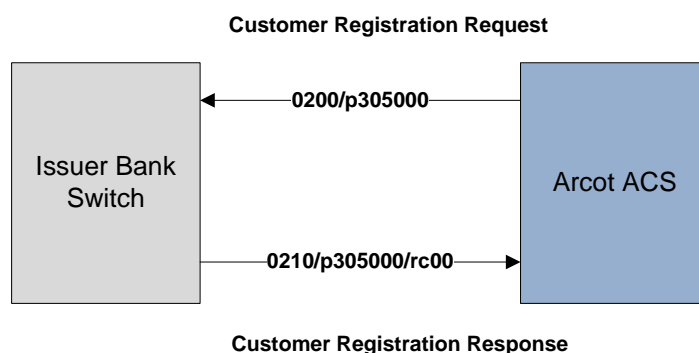 Customer Registration Request
0200/p305000
Issuer Bank
Switch
Arcot ACS
0210/p305000/rc00
Customer Registration Response